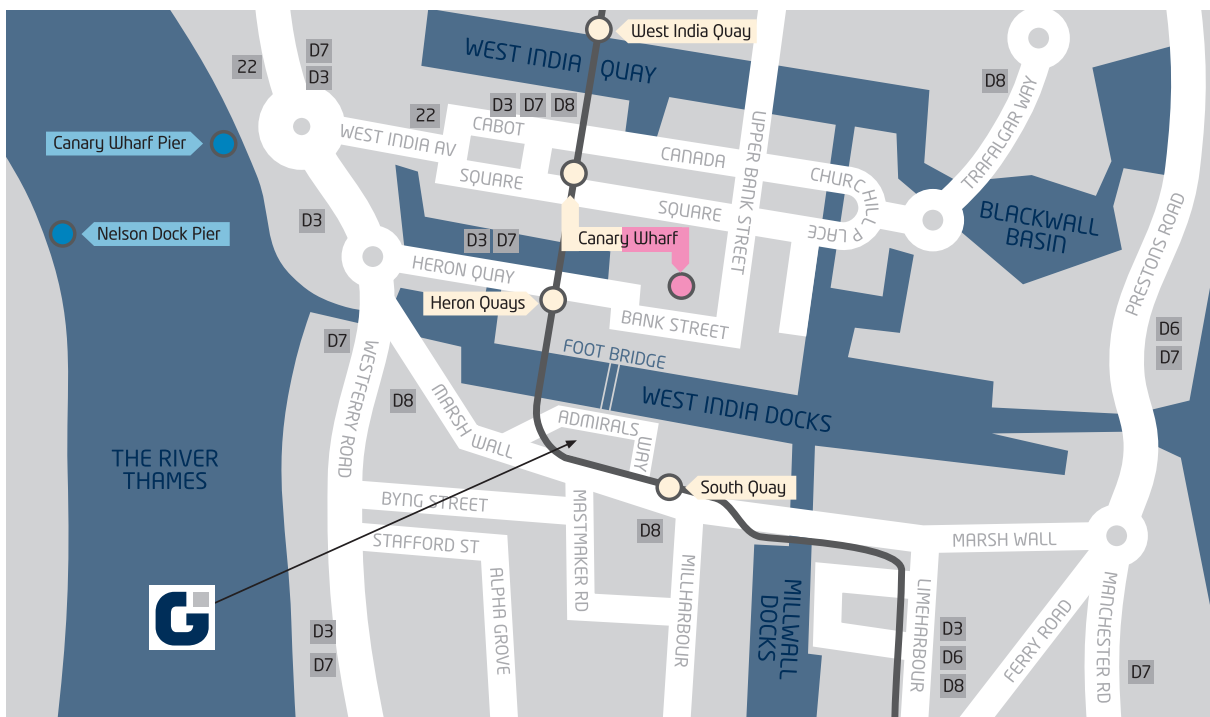 West India Quay
WEST INDIA QUAY
22
D7
D3
D8
22
D3 D7 D8
CABOT
WEST INDIA AV
SQUARE
Canary Wharf Pier
CANADA
SQUARE
UPPER BANK STREET
CHURCHILL PLACE
TRAFALGAR WAY
BLACKWALL
BASIN
PRESTONS ROAD
Nelson Dock Pier
D3
D3 D7
Canary Wharf
HERON QUAY
Heron Quays
BANK STREET
D6
D7
D7
FOOT BRIDGE
WEST INDIA DOCKS
WESTFERRY ROAD
D8
MARSH WALL
ADMIRALS
WAY
THE RIVER
THAMES
South Quay
BYNG STREET
MASTMAKER RD
D8
STAFFORD ST
MARSH WALL
ALPHA GROVE
MILLHARBOUR
MILLWALL
DOCKS
LIMEHARBOUR
FERRY ROAD
MANCHESTER RD
G
D3
D7
D3
D6
D8
D7